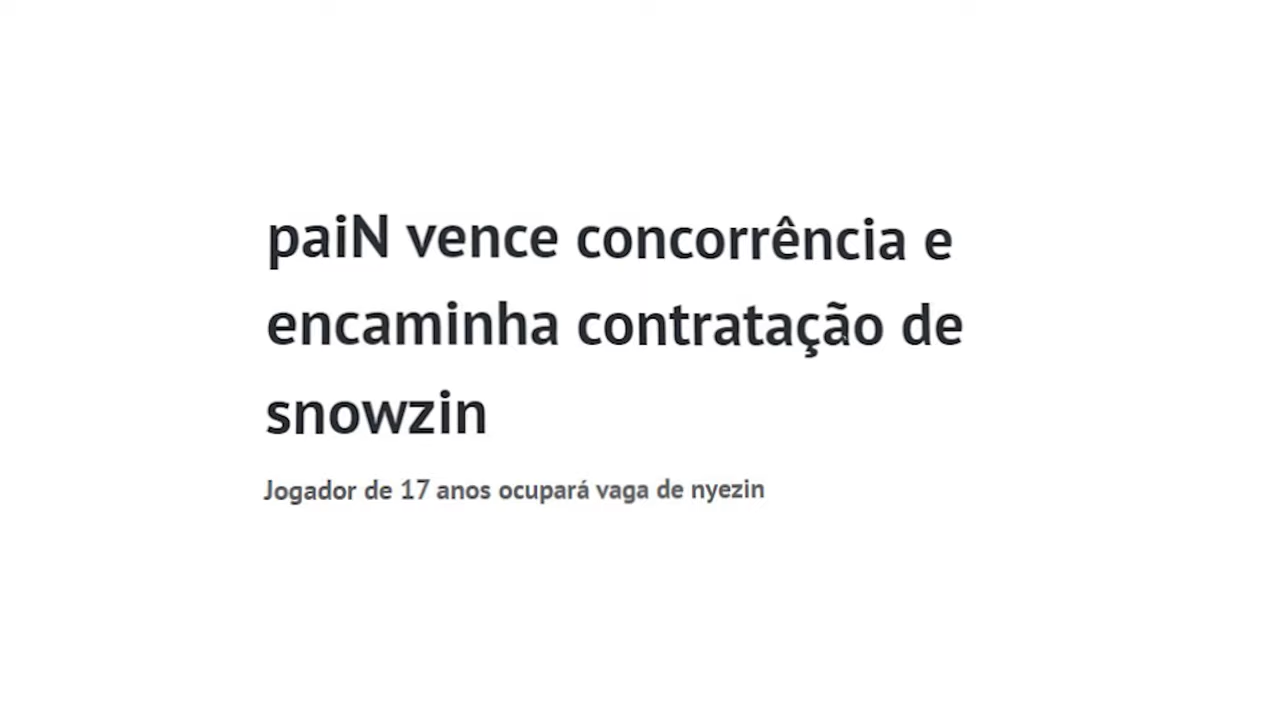 paiN vence concorrência e
encaminha contratação de
snowzin
Jogador de 17 anos ocupará vaga de nyezin